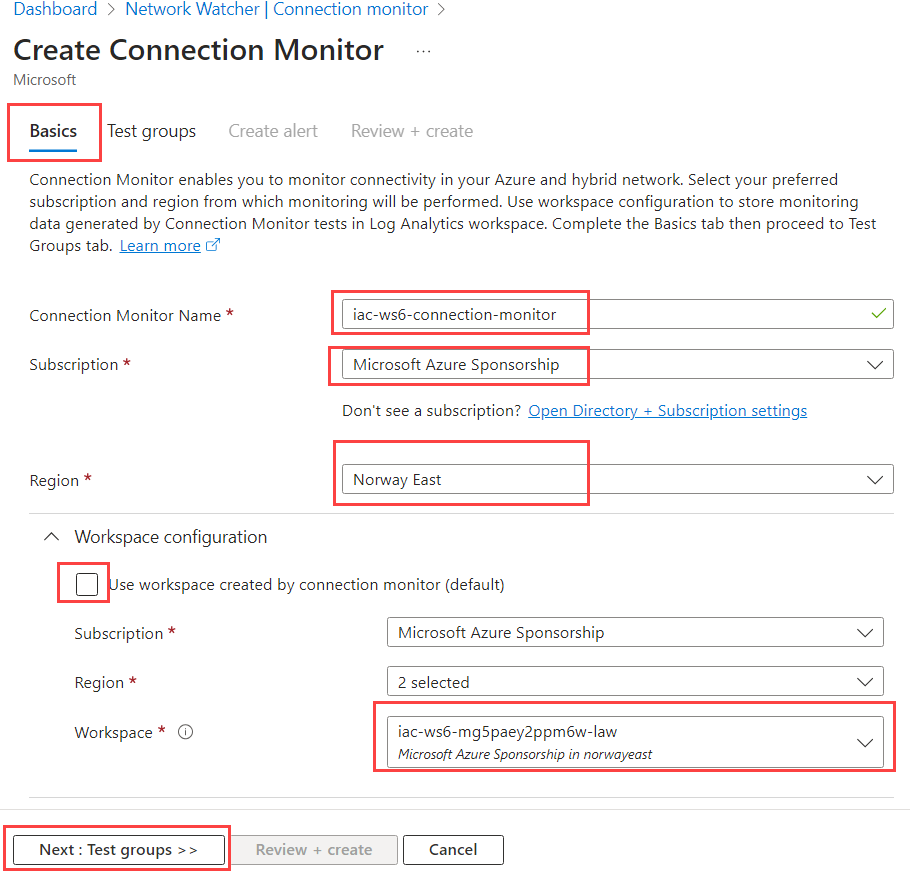 Dashboard > Network Watcher | Connection monitor >
Create Connection Monitor ...
Microsoft
Basics Test groups Create alert Review + create
Connection Monitor enables you to monitor connectivity in your Azure and hybrid network. Select your preferred
subscription and region from which monitoring will be performed. Use workspace configuration to store monitoring
data generated by Connection Monitor tests in Log Analytics workspace. Complete the Basics tab then proceed to Test
Groups tab. Learn more
Connection Monitor Name * iac-ws6-connection-monitor
Subscription * Microsoft Azure Sponsorship
Don't see a subscription? Open Directory + Subscription settings
Region * Norway East
Workspace configuration
Use workspace created by connection monitor (default)
Subscription * Microsoft Azure Sponsorship
Region * 2 selected
Workspace * iac-ws6-mg5paey2ppm6w-law
Microsoft Azure Sponsorship in norwayeast
Next : Test groups >> Review + create Cancel